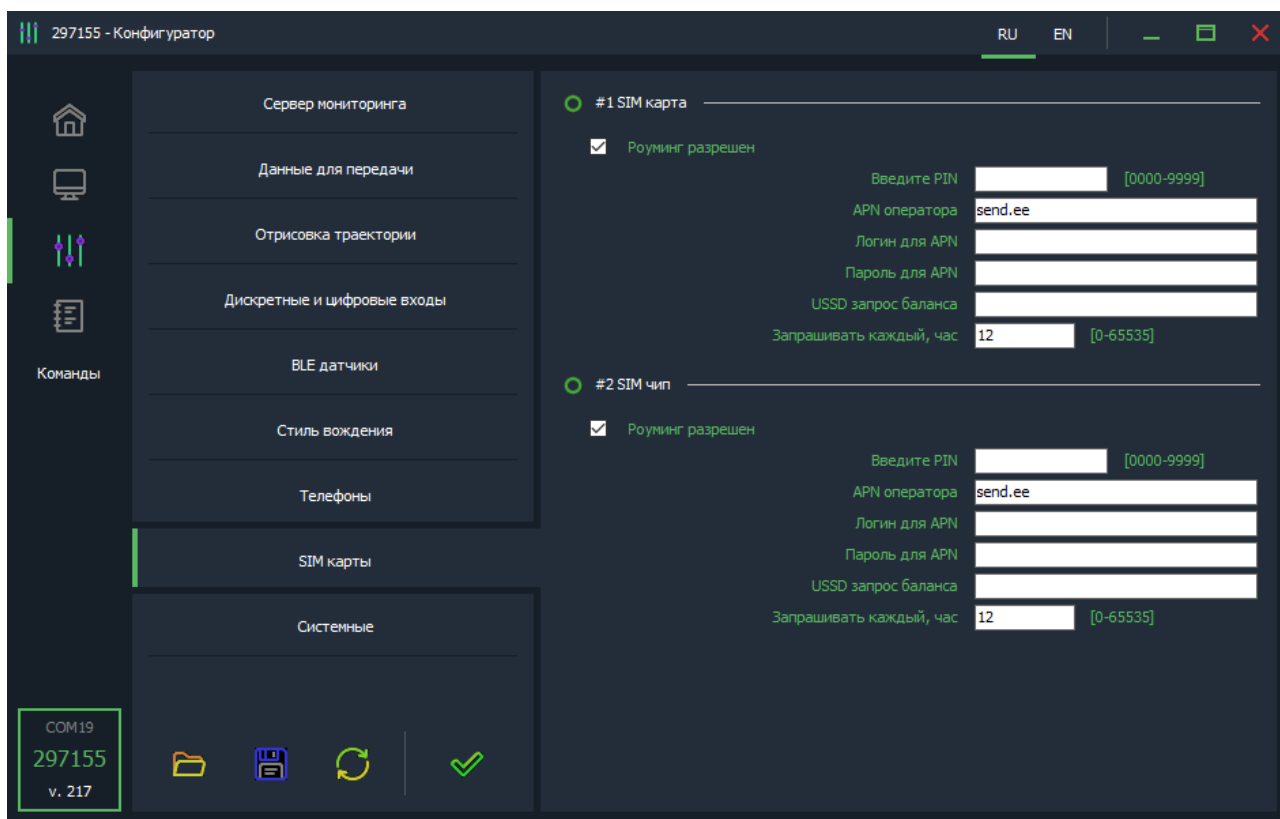 297155 - Конфигуратор
RU EN
Команды
COM19
297155
v. 217
Сервер мониторинга
Данные для передачи
Отрисовка траектории
Дискретные и цифровые входы
BLE датчики
Стиль вождения
Телефоны
SIM карты
Системные
#1 SIM карта
Роуминг разрешен
Введите PIN [0000-9999]
APN оператора send.ee
Логин для APN
Пароль для APN
USSD запрос баланса
Запрашивать каждый, час 12 [0-65535]
#2 SIM чип
Роуминг разрешен
Введите PIN [0000-9999]
APN оператора send.ee
Логин для APN
Пароль для APN
USSD запрос баланса
Запрашивать каждый, час 12 [0-65535]